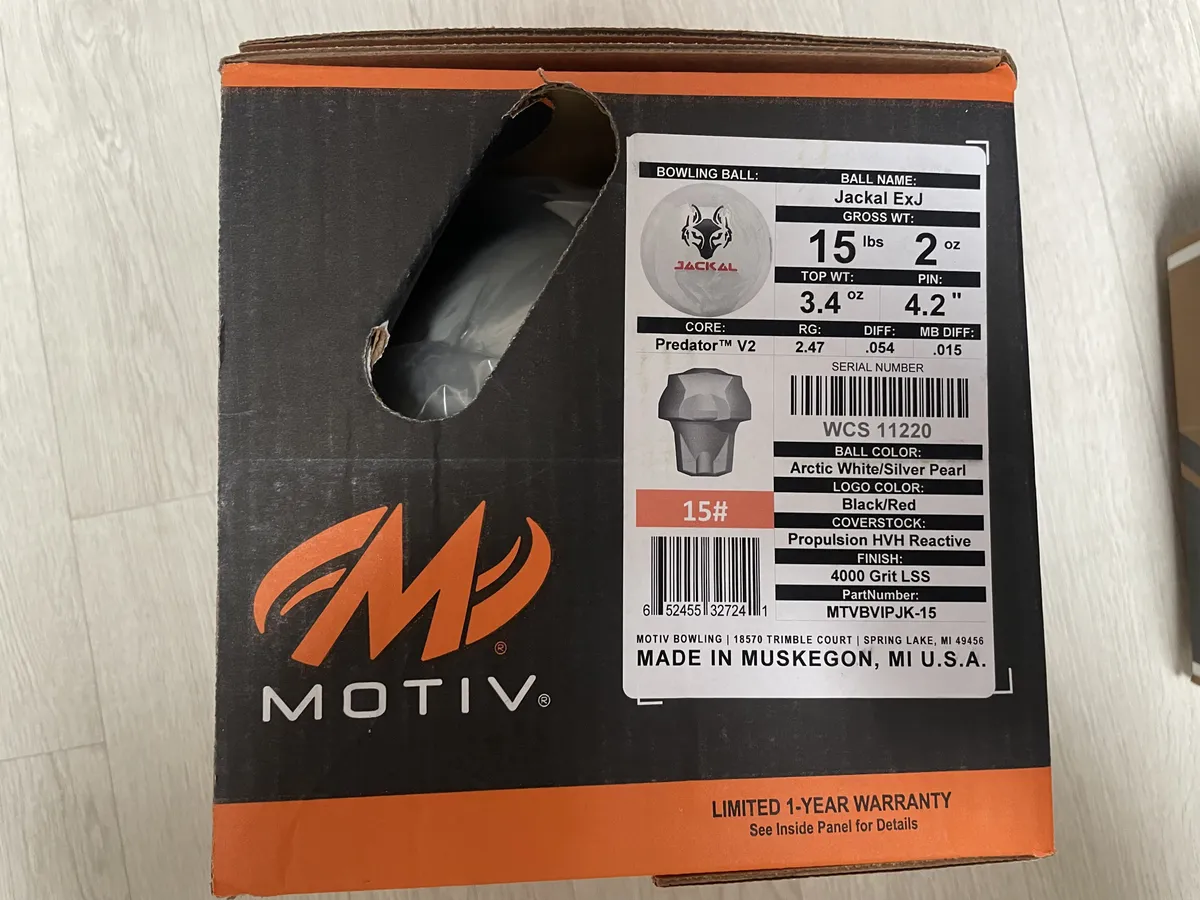 BOWLING BALL:
JACKAL
BALL NAME:
Jackal ExJ
GROSS WT:
15 lbs 2 oz
TOP WT: PIN:
3.4 oz 4.2 "
CORE: RG: DIFF: MB DIFF:
Predator™ V2 2.47 .054 .015
SERIAL NUMBER
WCS 11220
BALL COLOR:
Arctic White/Silver Pearl
LOGO COLOR:
Black/Red
15#
COVERSTOCK:
Propulsion HVH Reactive
FINISH:
4000 Grit LSS
PartNumber:
MTVBVIPJK-15
6 52455 32724 1
MOTIV BOWLING | 18570 TRIMBLE COURT | SPRING LAKE, MI 49456
MADE IN MUSKEGON, MI U.S.A.
M®
MOTIV®
LIMITED 1-YEAR WARRANTY
See Inside Panel for Details